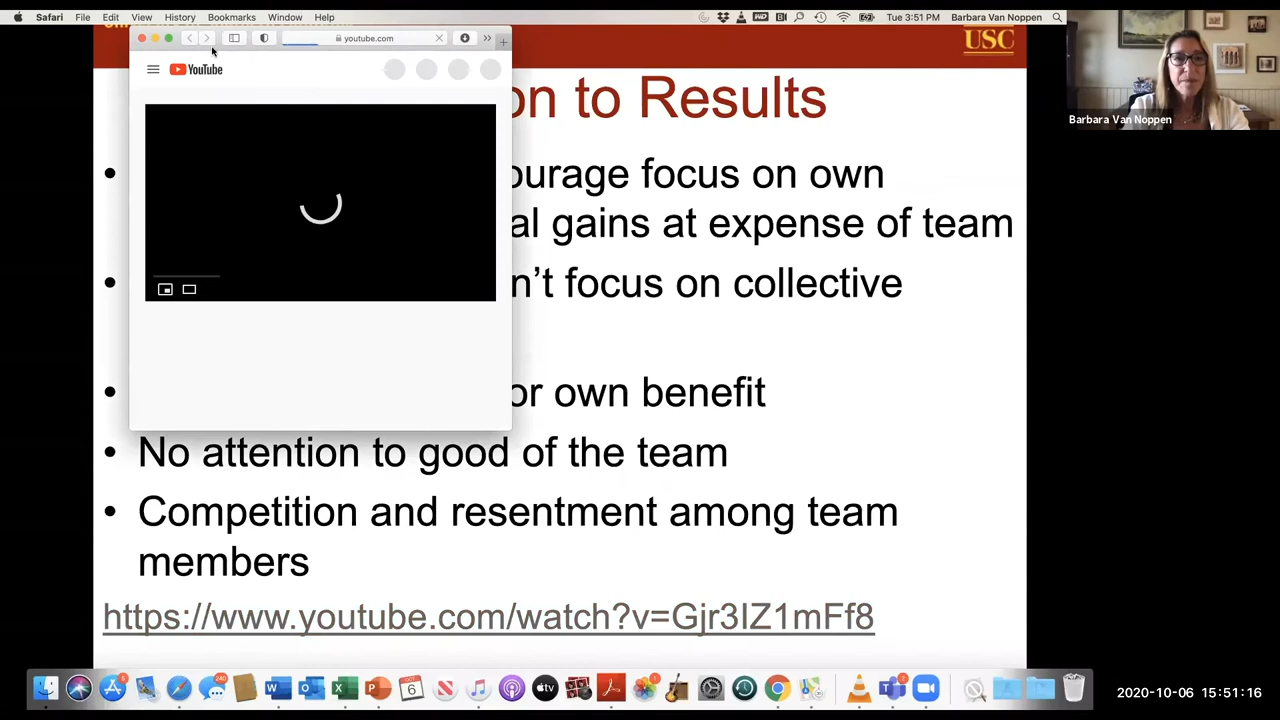 Safari File Edit View History Bookmarks Window Help
Tue 3:51 PM Barbara Van Noppen
USC
youtube.com
YouTube
on to Results
ourage focus on own
al gains at expense of team
n't focus on collective
or own benefit
• No attention to good of the team
• Competition and resentment among team
members
https://www.youtube.com/watch?v=Gjr3IZ1mFf8
Barbara Van Noppen
OCT
6
2020-10-06 15:51:16